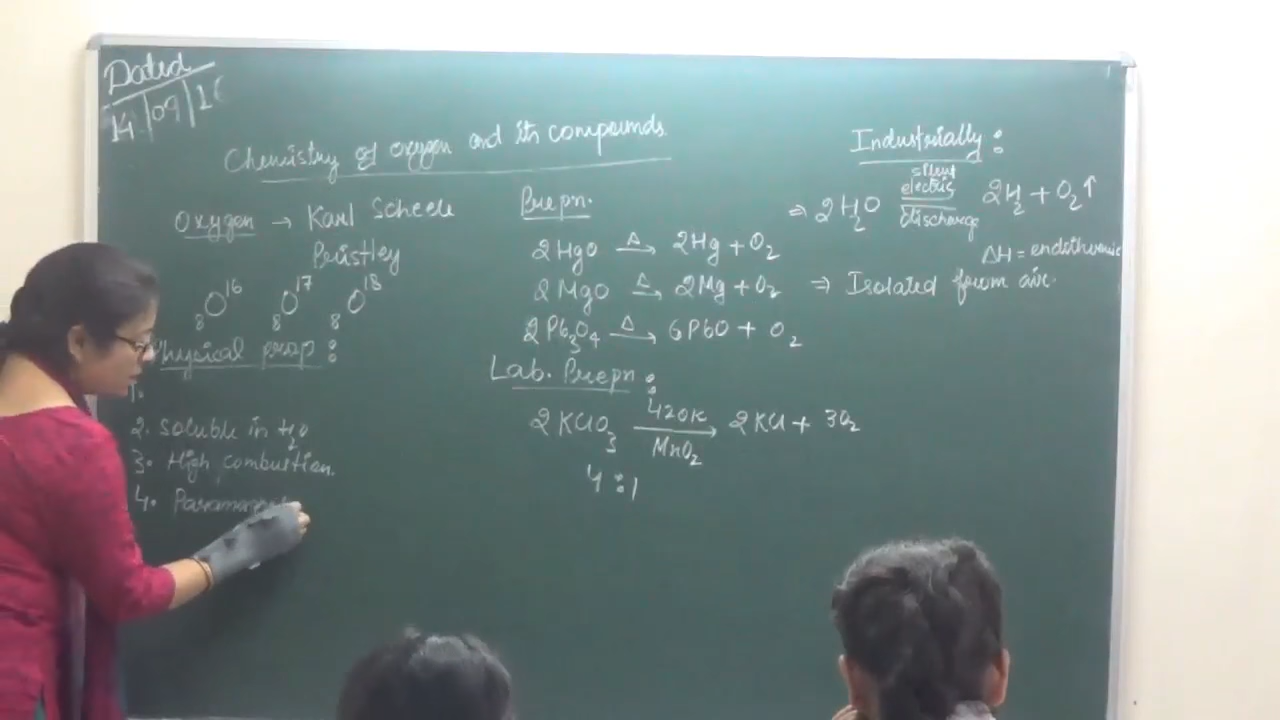 Dated
14/09/1
Chemistry of oxygen and its compounds.
Oxygen → Karl Scheele
Pristley
₈O¹⁶ ₈O¹⁷ ₈O¹⁸
Physical prop :
1.
2. Soluble in H₂O
3. High combustion.
4. Paramagn
Prepn.
2HgO —Δ→ 2Hg + O₂
2MgO —Δ→ 2Mg + O₂
2Pb₃O₄ —Δ→ 6PbO + O₂
Lab. Prepn :
2KClO₃ —420K/MnO₂→ 2KCl + 3O₂
4 : 1
Industrially :
⇒ 2H₂O silent electric discharge 2H₂ + O₂↑
ΔH = endothermic
⇒ Isolated from air.